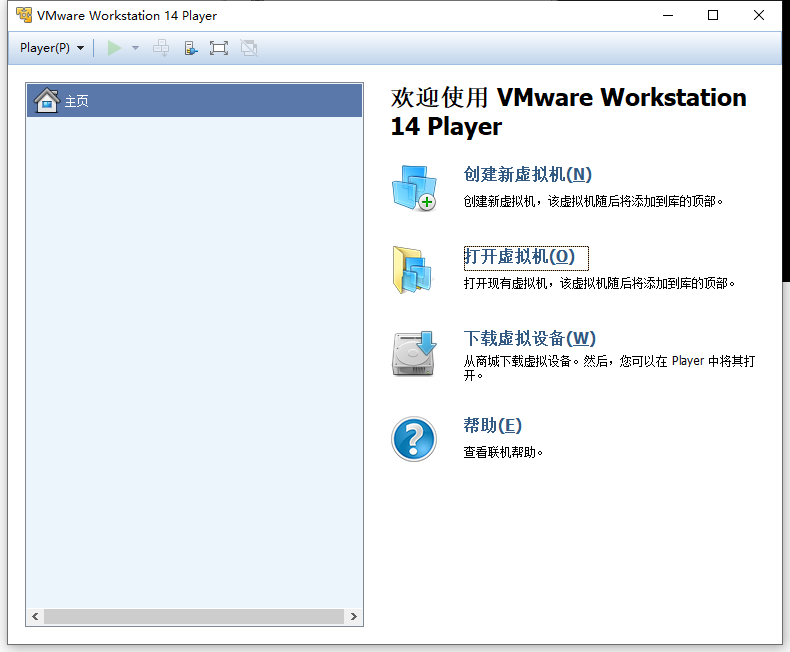 VMware Workstation 14 Player
Player(P)
主页
欢迎使用 VMware Workstation
14 Player
创建新虚拟机(N)
创建新虚拟机，该虚拟机随后将添加到库的顶部。
打开虚拟机(O)
打开现有虚拟机，该虚拟机随后将添加到库的顶部。
下载虚拟设备(W)
从商城下载虚拟设备。然后，您可以在 Player 中将其打
开。
帮助(E)
查看联机帮助。